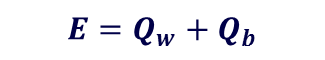 E = Q_w + Q_b